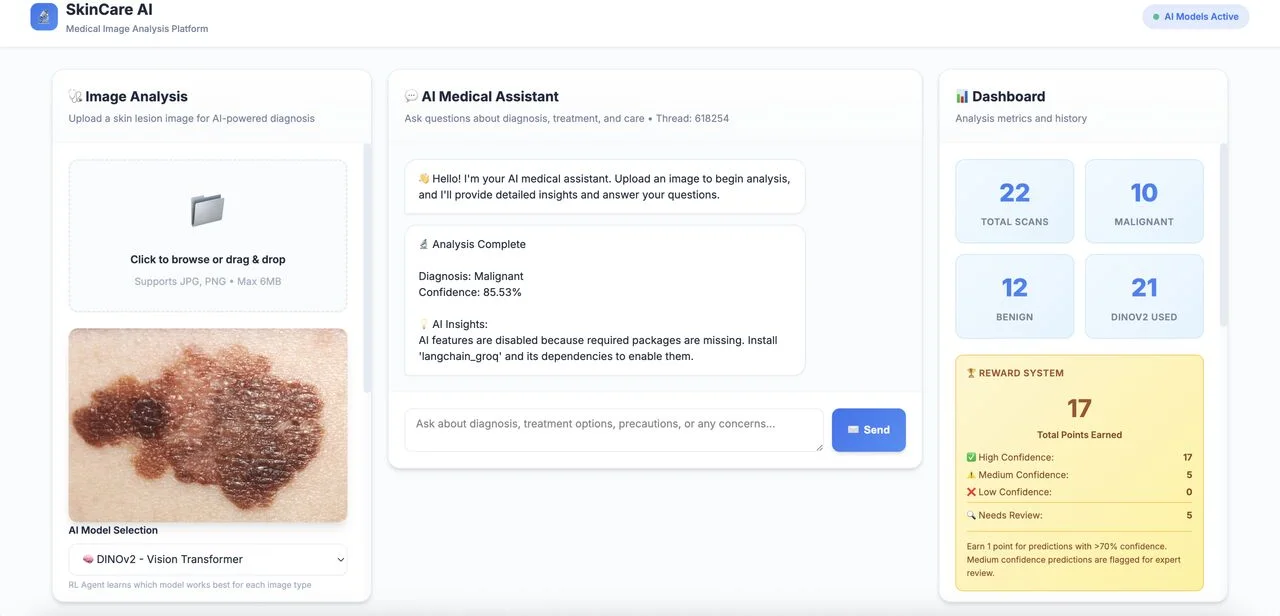 SkinCare AI
Medical Image Analysis Platform
AI Models Active
Image Analysis
Upload a skin lesion image for AI-powered diagnosis
Click to browse or drag & drop
Supports JPG, PNG • Max 6MB
AI Model Selection
DINOv2 - Vision Transformer
RL Agent learns which model works best for each image type
AI Medical Assistant
Ask questions about diagnosis, treatment, and care • Thread: 618254
👋 Hello! I'm your AI medical assistant. Upload an image to begin analysis,
and I'll provide detailed insights and answer your questions.
🔬 Analysis Complete
Diagnosis: Malignant
Confidence: 85.53%
💡 AI Insights:
AI features are disabled because required packages are missing. Install
'langchain_groq' and its dependencies to enable them.
Ask about diagnosis, treatment options, precautions, or any concerns...
Send
Dashboard
Analysis metrics and history
22
TOTAL SCANS
10
MALIGNANT
12
BENIGN
21
DINOV2 USED
🏆 REWARD SYSTEM
17
Total Points Earned
✅ High Confidence: 17
⚠️ Medium Confidence: 5
❌ Low Confidence: 0
🔍 Needs Review: 5
Earn 1 point for predictions with >70% confidence.
Medium confidence predictions are flagged for expert
review.